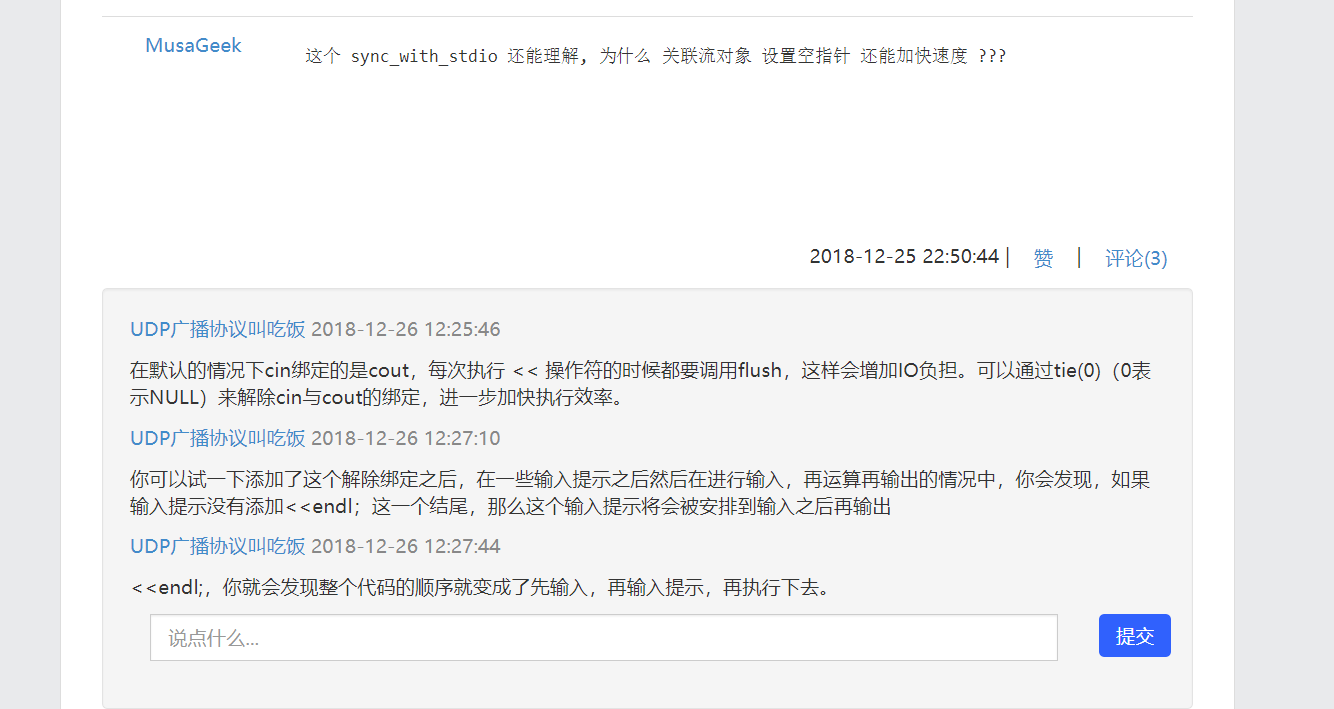 MusaGeek
这个 sync_with_stdio 还能理解, 为什么 关联流对象 设置空指针 还能加快速度 ???
2018-12-25 22:50:44 | 赞 | 评论(3)
UDP广播协议叫吃饭 2018-12-26 12:25:46
在默认的情况下cin绑定的是cout，每次执行 << 操作符的时候都要调用flush，这样会增加IO负担。可以通过tie(0)（0表
示NULL）来解除cin与cout的绑定，进一步加快执行效率。
UDP广播协议叫吃饭 2018-12-26 12:27:10
你可以试一下添加了这个解除绑定之后，在一些输入提示之后然后在进行输入，再运算再输出的情况中，你会发现，如果
输入提示没有添加<<endl；这一个结尾，那么这个输入提示将会被安排到输入之后再输出
UDP广播协议叫吃饭 2018-12-26 12:27:44
<<endl;，你就会发现整个代码的顺序就变成了先输入，再输入提示，再执行下去。
说点什么... 提交